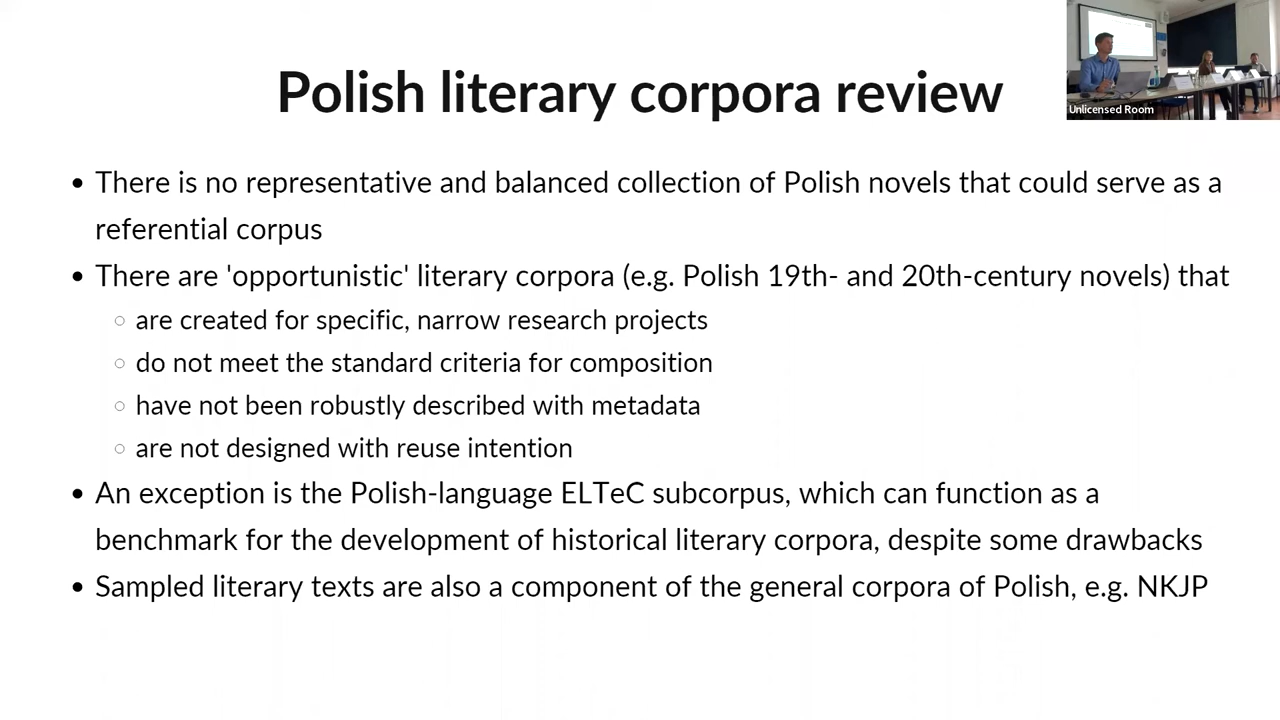 Polish literary corpora review
Unlicensed Room
• There is no representative and balanced collection of Polish novels that could serve as a
referential corpus
• There are 'opportunistic' literary corpora (e.g. Polish 19th- and 20th-century novels) that
○ are created for specific, narrow research projects
○ do not meet the standard criteria for composition
○ have not been robustly described with metadata
○ are not designed with reuse intention
• An exception is the Polish-language ELTeC subcorpus, which can function as a
benchmark for the development of historical literary corpora, despite some drawbacks
• Sampled literary texts are also a component of the general corpora of Polish, e.g. NKJP